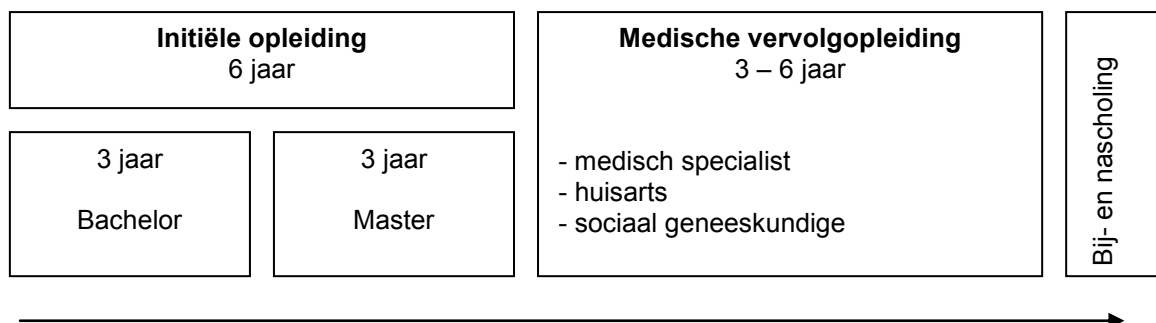 Initiële opleiding
6 jaar
3 jaar
Bachelor
3 jaar
Master
Medische vervolgopleiding
3 – 6 jaar
- medisch specialist
- huisarts
- sociaal geneeskundige
Bij- en nascholing